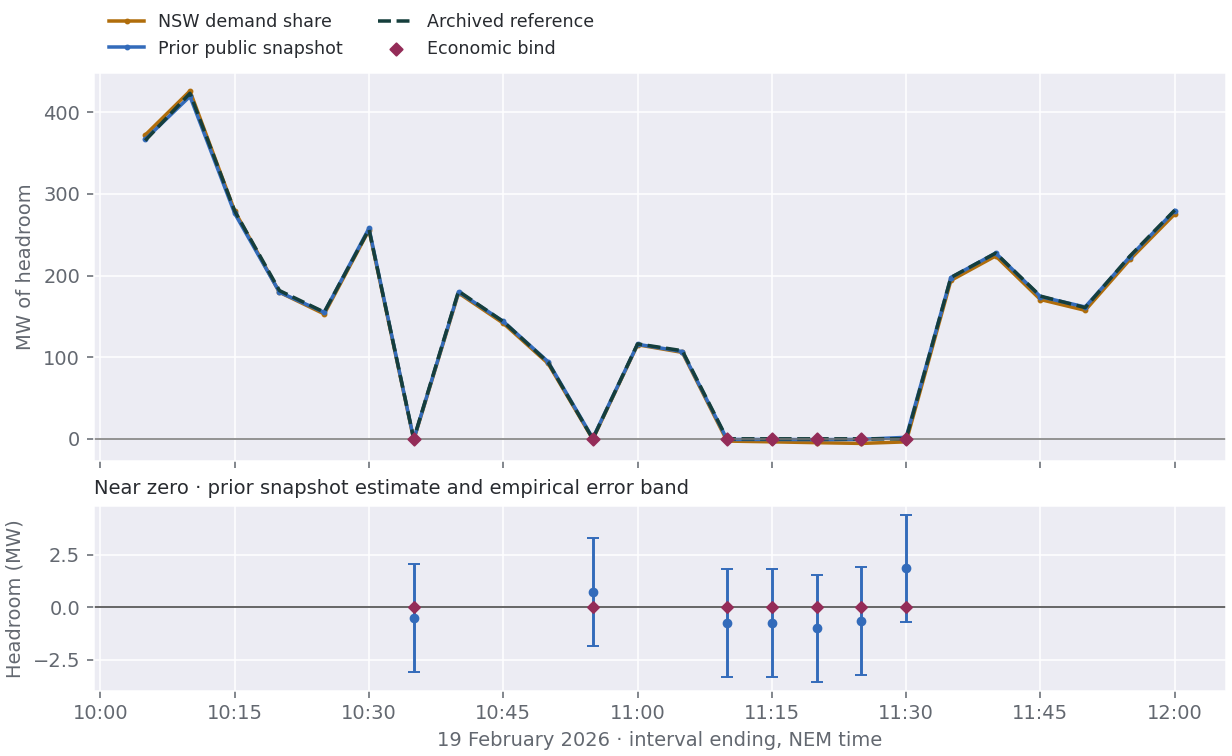 NSW demand share
Archived reference
Prior public snapshot
Economic bind
400
300
200
100
0
MW of headroom
Near zero · prior snapshot estimate and empirical error band
2.5
0.0
−2.5
Headroom (MW)
10:00 10:15 10:30 10:45 11:00 11:15 11:30 11:45 12:00
19 February 2026 · interval ending, NEM time